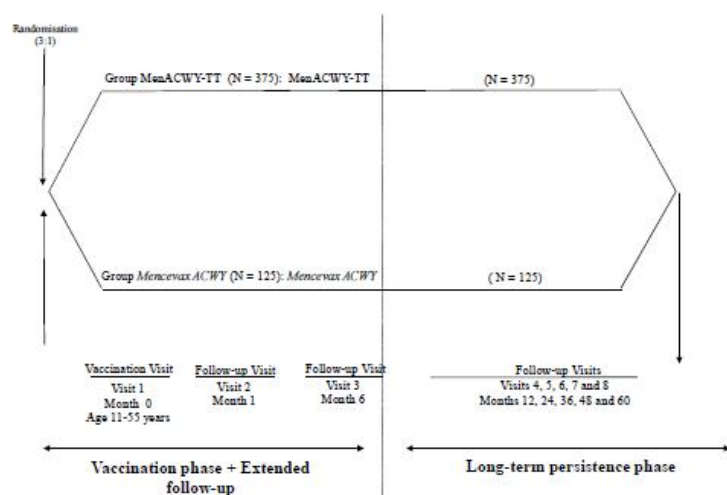 Randomisation
(3:1)
Group MenACWY-TT (N = 375): MenACWY-TT
(N = 375)
Group Mencevax ACWY (N = 125): Mencevax ACWY
( N = 125)
Vaccination Visit
Visit 1
Month 0
Age 11-55 years
Follow-up Visit
Visit 2
Month 1
Follow-up Visit
Visit 3
Month 6
Follow-up Visits
Visits 4, 5, 6, 7 and 8
Months 12, 24, 36, 48 and 60
Vaccination phase + Extended
follow-up
Long-term persistence phase